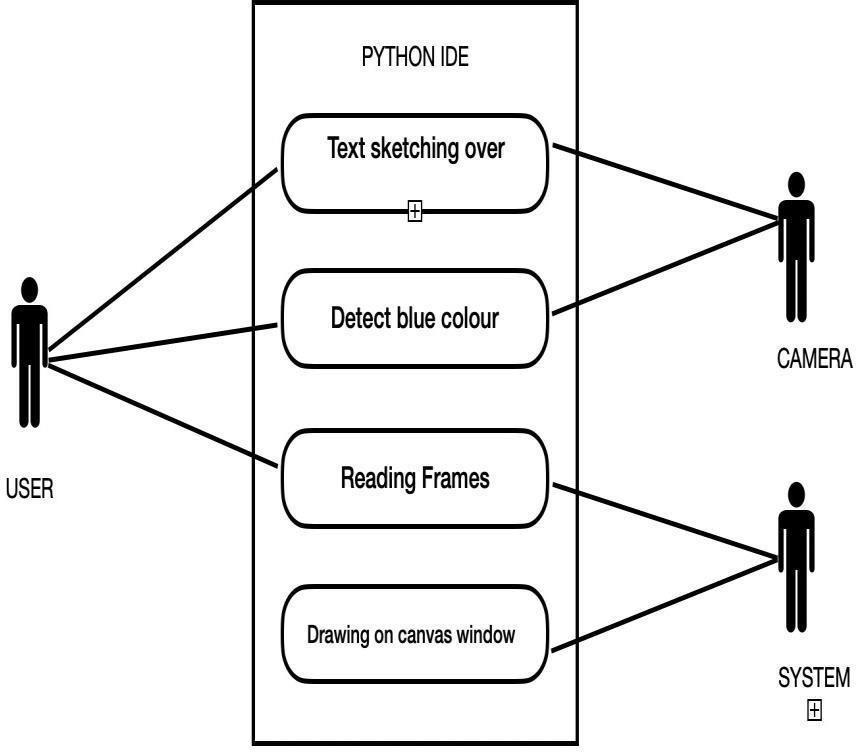 PYTHON IDE
Text sketching over
Detect blue colour
Reading Frames
Drawing on canvas window
USER
CAMERA
SYSTEM